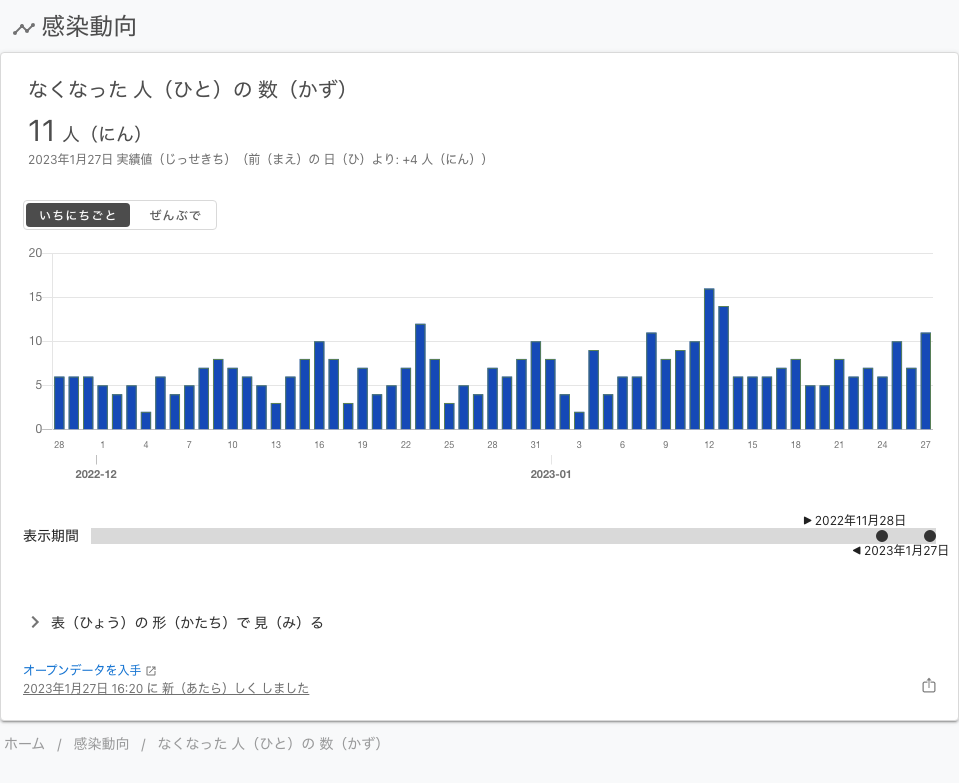 感染動向
なくなった 人（ひと）の 数（かず）
11 人（にん）
2023年1月27日 実績値（じっせきち）（前（まえ）の 日（ひ）より: +4 人（にん））
いちにちごと ぜんぶで
20
15
10
5
0
28 1 4 7 10 13 16 19 22 25 28 31 3 6 9 12 15 18 21 24 27
2022-12 2023-01
2022年11月28日
表示期間
2023年1月27日
表（ひょう）の 形（かたち）で 見（み）る
オープンデータを入手
2023年1月27日 16:20 に 新（あたら）しく しました
ホーム / 感染動向 / なくなった 人（ひと）の 数（かず）